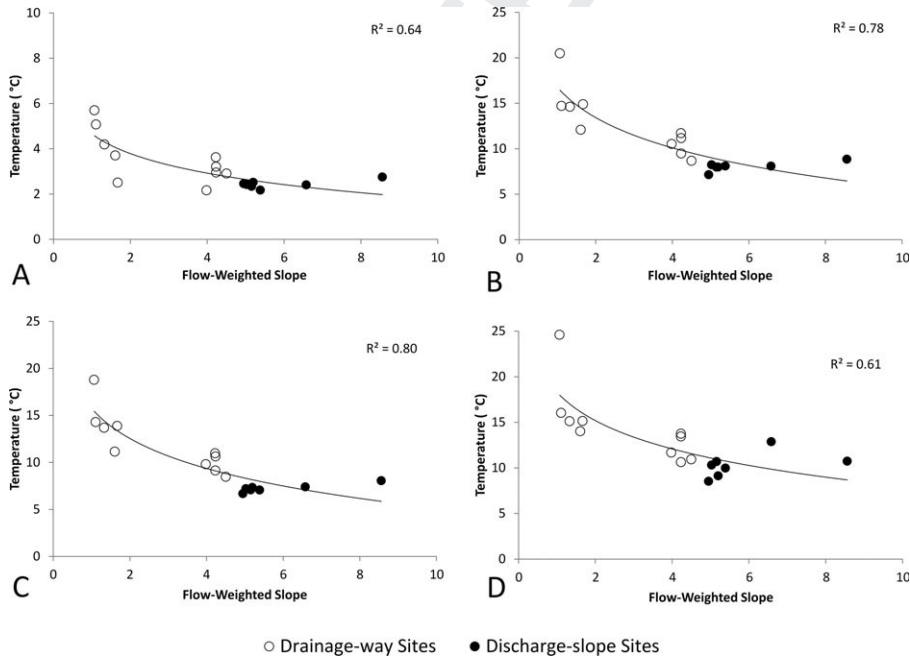 10
8
6
4
2
0
Temperature ( °C)
R² = 0.64
0 2 4 6 8 10
Flow-Weighted Slope
A
25
20
15
10
5
0
Temperature ( °C)
R² = 0.78
0 2 4 6 8 10
Flow-Weighted Slope
B
25
20
15
10
5
0
Temperature ( °C)
R² = 0.80
0 2 4 6 8 10
Flow-Weighted Slope
C
25
20
15
10
5
0
Temperature ( °C)
R² = 0.61
0 2 4 6 8 10
Flow-Weighted Slope
D
Drainage-way Sites Discharge-slope Sites